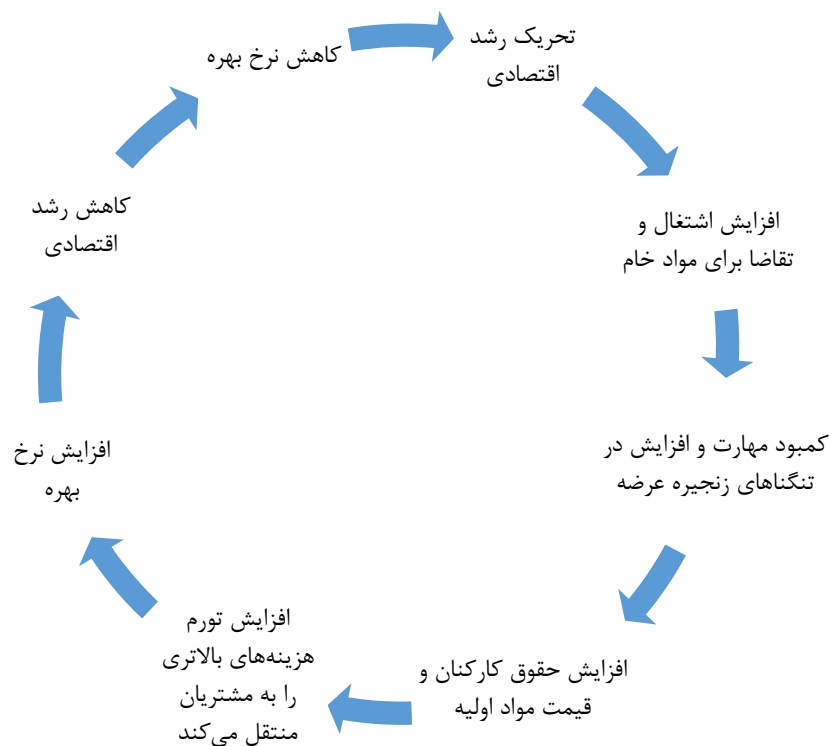 کاهش نرخ بهره
تحریک رشد
اقتصادی
افزایش اشتغال و
تقاضا برای مواد خام
کمبود مهارت و افزایش در
تنگناهای زنجیره عرضه
افزایش حقوق کارکنان و
قیمت مواد اولیه
افزایش تورم
هزینه‌های بالاتری
را به مشتریان
منتقل می‌کند
افزایش نرخ
بهره
کاهش رشد
اقتصادی